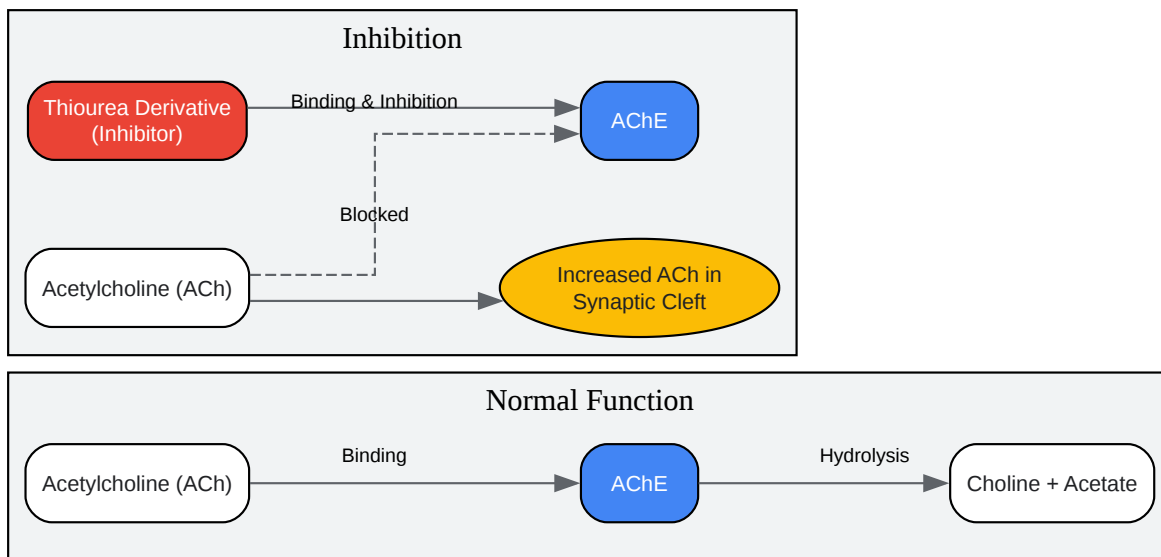 Inhibition
Thiourea Derivative
(Inhibitor)
Binding & Inhibition
AChE
Blocked
Acetylcholine (ACh)
Increased ACh in
Synaptic Cleft
Normal Function
Acetylcholine (ACh)
Binding
AChE
Hydrolysis
Choline + Acetate